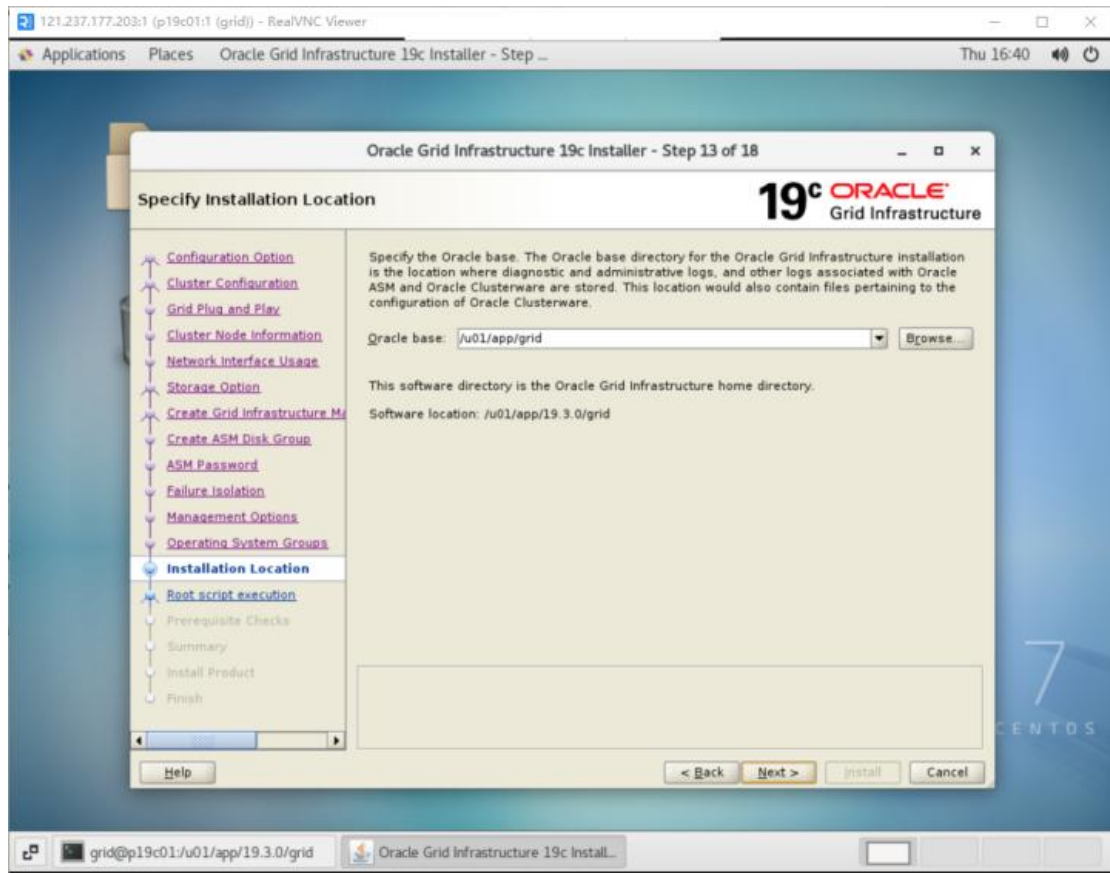 121.237.177.203:1 (p19c01:1 (grid)) - RealVNC Viewer
Applications Places Oracle Grid Infrastructure 19c Installer - Step ... Thu 16:40
Oracle Grid Infrastructure 19c Installer - Step 13 of 18
Specify Installation Location
19c ORACLE
Grid Infrastructure
Configuration Option
Cluster Configuration
Grid Plug and Play
Cluster Node Information
Network Interface Usage
Storage Option
Create Grid Infrastructure Ma
Create ASM Disk Group
ASM Password
Failure Isolation
Management Options
Operating System Groups
Installation Location
Root script execution
Prerequisite Checks
Summary
Install Product
Finish
Specify the Oracle base. The Oracle base directory for the Oracle Grid Infrastructure installation
is the location where diagnostic and administrative logs, and other logs associated with Oracle
ASM and Oracle Clusterware are stored. This location would also contain files pertaining to the
configuration of Oracle Clusterware.
Oracle base: /u01/app/grid Browse...
This software directory is the Oracle Grid Infrastructure home directory.
Software location: /u01/app/19.3.0/grid
7
CENTOS
Help < Back Next > Install Cancel
grid@p19c01:/u01/app/19.3.0/grid Oracle Grid Infrastructure 19c Install...